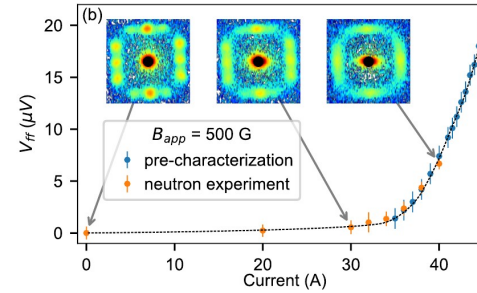 (b)
20
15
10
5
0
V_ff (μV)
B_app = 500 G
pre-characterization
neutron experiment
0 10 20 30 40
Current (A)